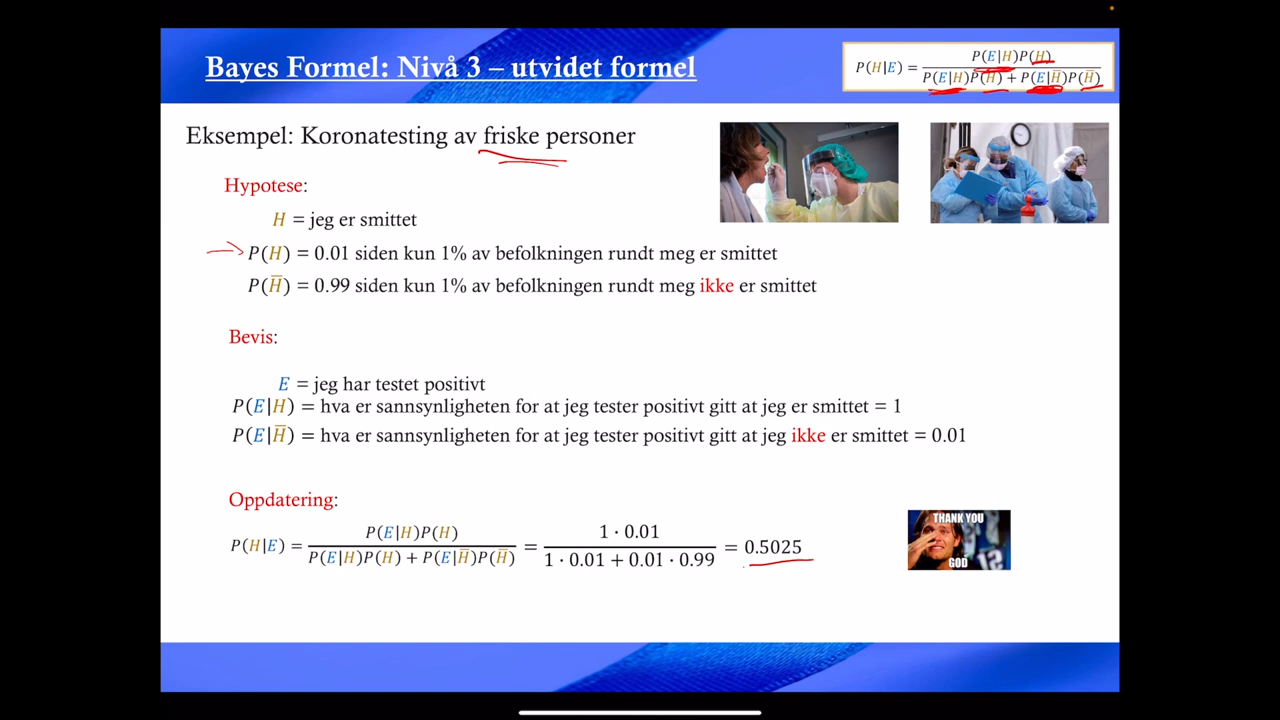 Bayes Formel: Nivå 3 – utvidet formel
P(H|E) = P(E|H)P(H) / P(E|H)P(H) + P(E|H̅)P(H̅)
Eksempel: Koronatesting av friske personer
Hypotese:
H = jeg er smittet
P(H) = 0.01 siden kun 1% av befolkningen rundt meg er smittet
P(H̅) = 0.99 siden kun 1% av befolkningen rundt meg ikke er smittet
Bevis:
E = jeg har testet positivt
P(E|H) = hva er sannsynligheten for at jeg tester positivt gitt at jeg er smittet = 1
P(E|H̅) = hva er sannsynligheten for at jeg tester positivt gitt at jeg ikke er smittet = 0.01
Oppdatering:
P(H|E) = P(E|H)P(H) / P(E|H)P(H) + P(E|H̅)P(H̅) = 1 · 0.01 / 1 · 0.01 + 0.01 · 0.99 = 0.5025
THANK YOU
GOD
12